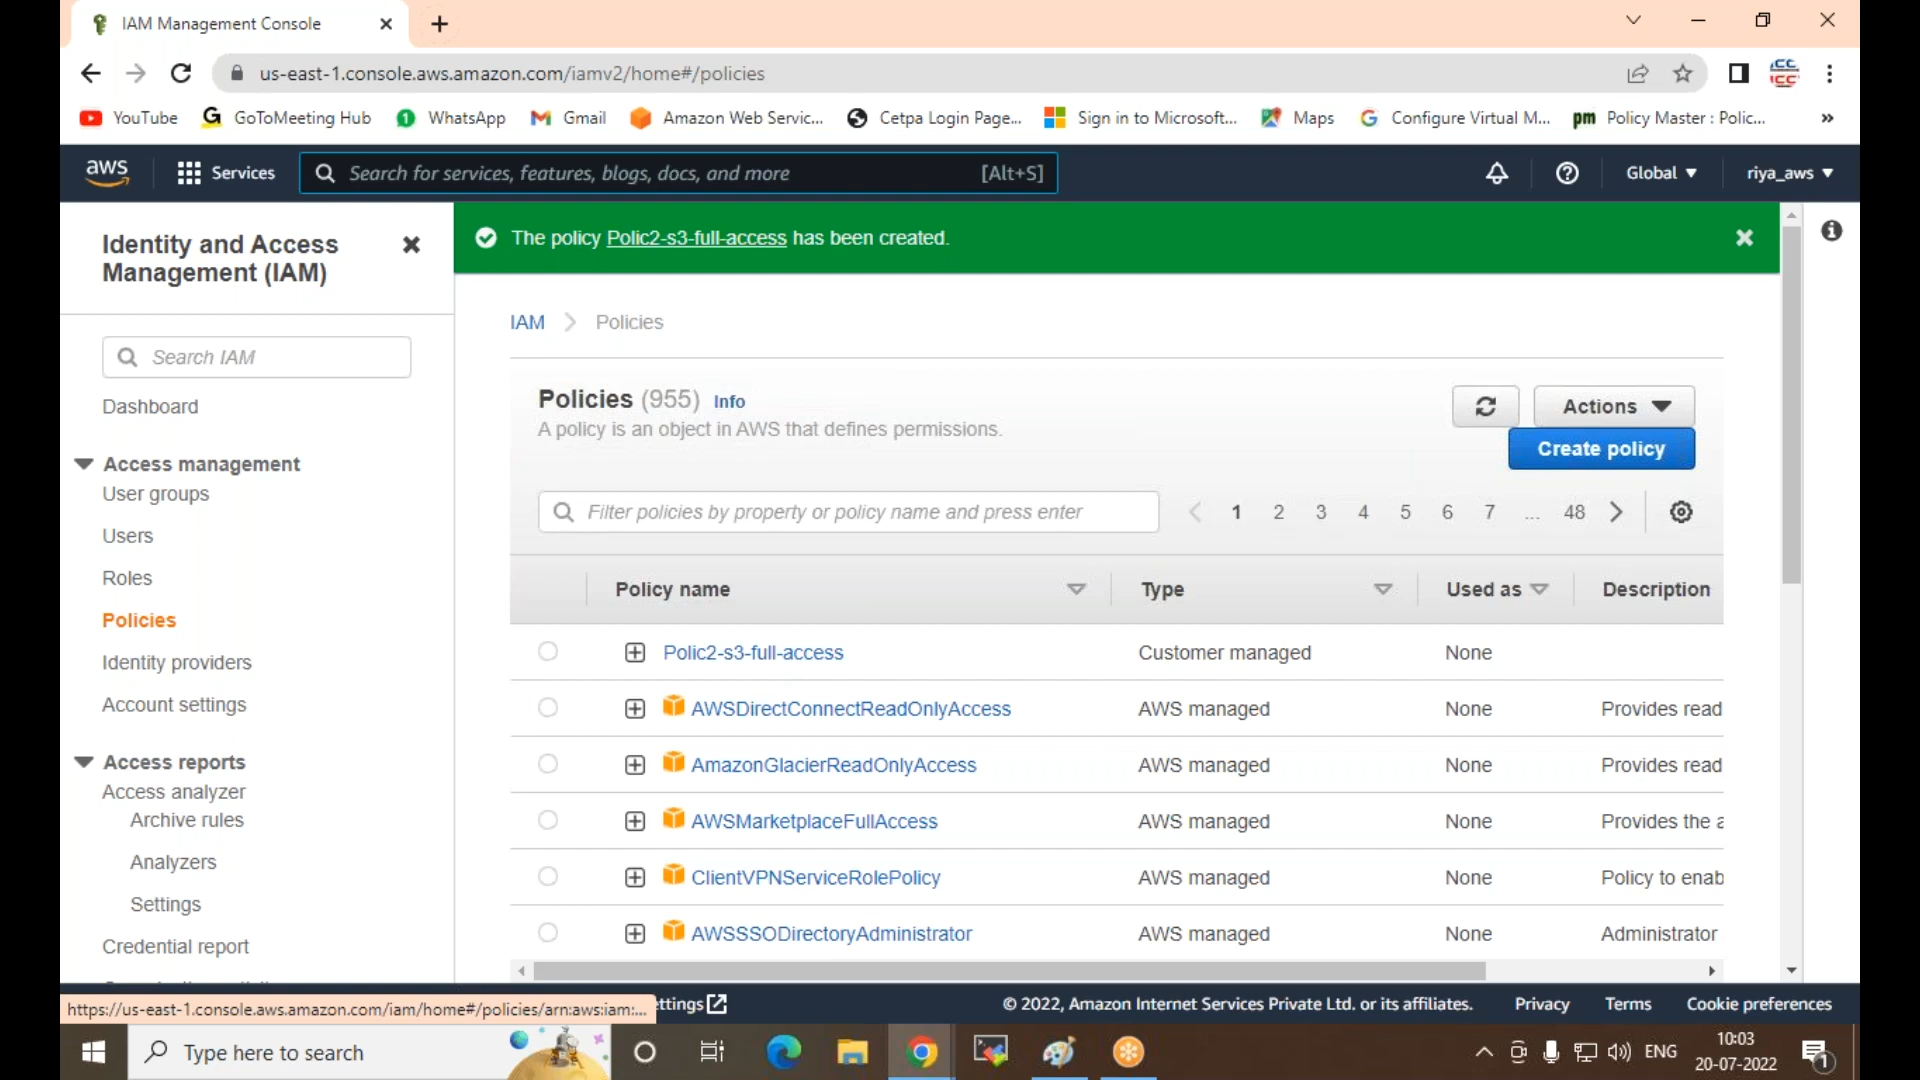 IAM Management Console
us-east-1.console.aws.amazon.com/iamv2/home#/policies
YouTube
GoToMeeting Hub
WhatsApp
Gmail
Amazon Web Servic...
Cetpa Login Page...
Sign in to Microsoft...
Maps
Configure Virtual M...
pm Policy Master : Polic...
»
aws
Services
Search for services, features, blogs, docs, and more [Alt+S]
Global
riya_aws
Identity and Access
Management (IAM)
Search IAM
Dashboard
Access management
User groups
Users
Roles
Policies
Identity providers
Account settings
Access reports
Access analyzer
Archive rules
Analyzers
Settings
Credential report
The policy Polic2-s3-full-access has been created.
IAM > Policies
Policies (955) Info
A policy is an object in AWS that defines permissions.
Actions
Create policy
Filter policies by property or policy name and press enter
1 2 3 4 5 6 7 ... 48
Policy name Type Used as Description
Polic2-s3-full-access Customer managed None
AWSDirectConnectReadOnlyAccess AWS managed None Provides read
AmazonGlacierReadOnlyAccess AWS managed None Provides read
AWSMarketplaceFullAccess AWS managed None Provides the a
ClientVPNServiceRolePolicy AWS managed None Policy to enab
AWSSSODirectoryAdministrator AWS managed None Administrator
https://us-east-1.console.aws.amazon.com/iam/home#/policies/arn:aws:iam:...
ttings
© 2022, Amazon Internet Services Private Ltd. or its affiliates.
Privacy
Terms
Cookie preferences
Type here to search
ENG
10:03
20-07-2022
1